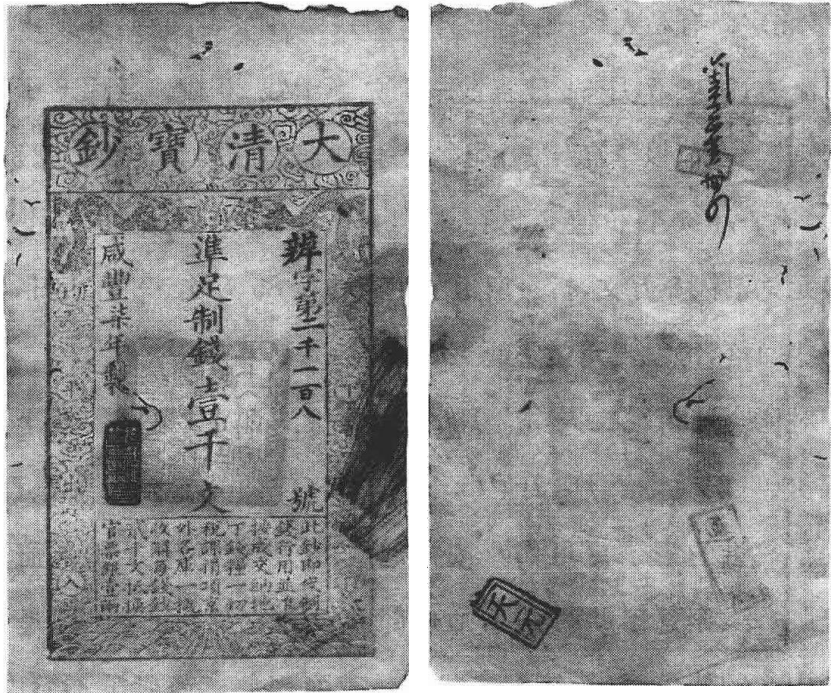 大清寶鈔
辨字第二千一百八號
準足制錢壹千文
咸豐柒年製
此鈔即代制
錢行用並准
按成交納地
丁錢糧一切
稅課捐項京
外各庫一概
收解每錢鈔
貳千文抵換
官票銀壹兩